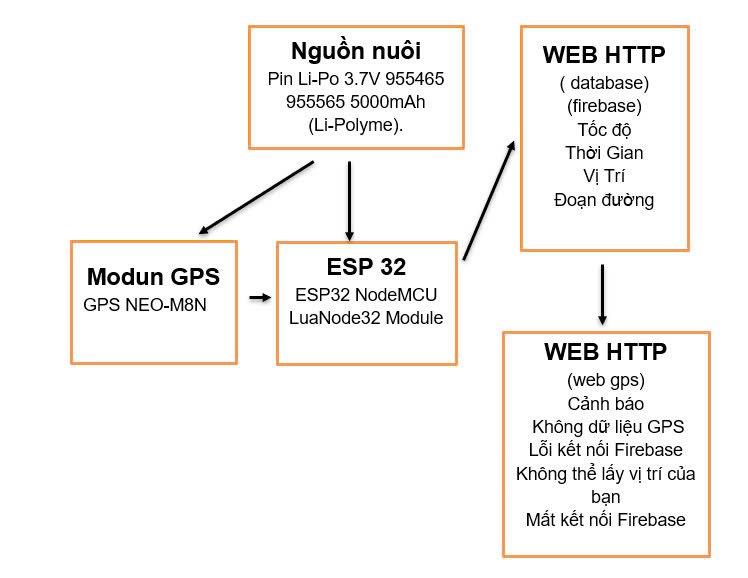 Nguồn nuôi
Pin Li-Po 3.7V 955465
955565 5000mAh
(Li-Polyme).
WEB HTTP
( database)
(firebase)
Tốc độ
Thời Gian
Vị Trí
Đoạn đường
Modun GPS
GPS NEO-M8N
ESP 32
ESP32 NodeMCU
LuaNode32 Module
WEB HTTP
(web gps)
Cảnh báo
Không dữ liệu GPS
Lỗi kết nối Firebase
Không thể lấy vị trí của
bạn
Mất kết nối Firebase